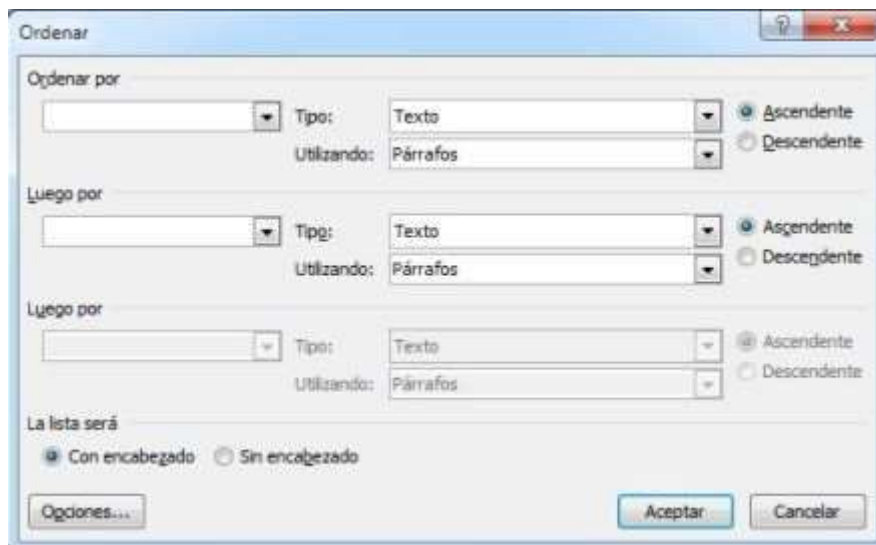 Ordenar
Ordenar por
Tipo: Texto Ascendente
Utilizando: Párrafos Descendente
Luego por
Tipo: Texto Ascendente
Utilizando: Párrafos Descendente
Luego por
Tipo: Texto Ascendente
Utilizando: Párrafos Descendente
La lista será
Con encabezado Sin encabezado
Opciones... Aceptar Cancelar